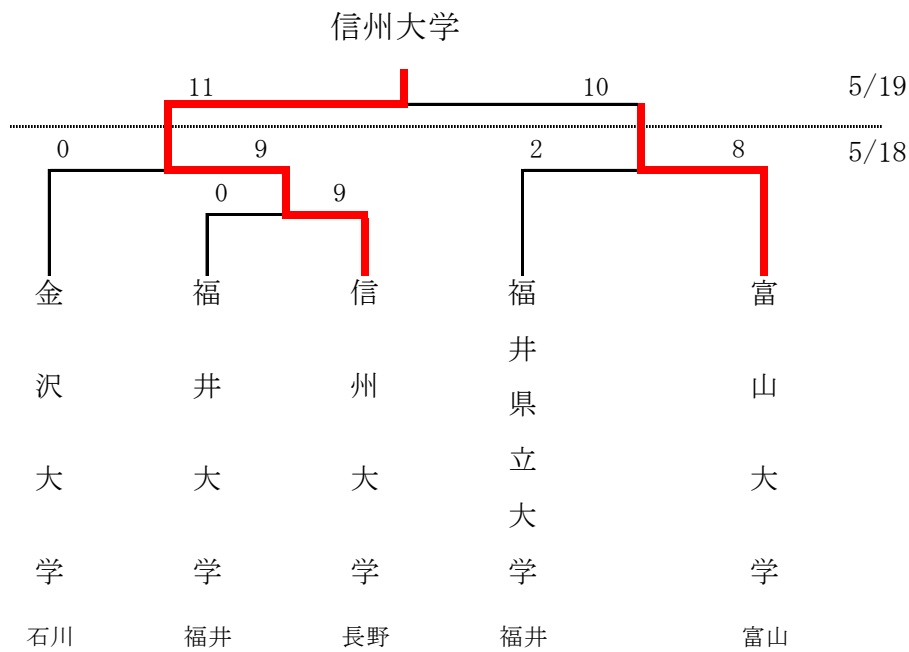 信州大学
11 10 5/19
0 9 2 8 5/18
0 9
金沢大学
福井大学
信州大学
福井県立大学
富山大学
石川 福井 長野 福井 富山